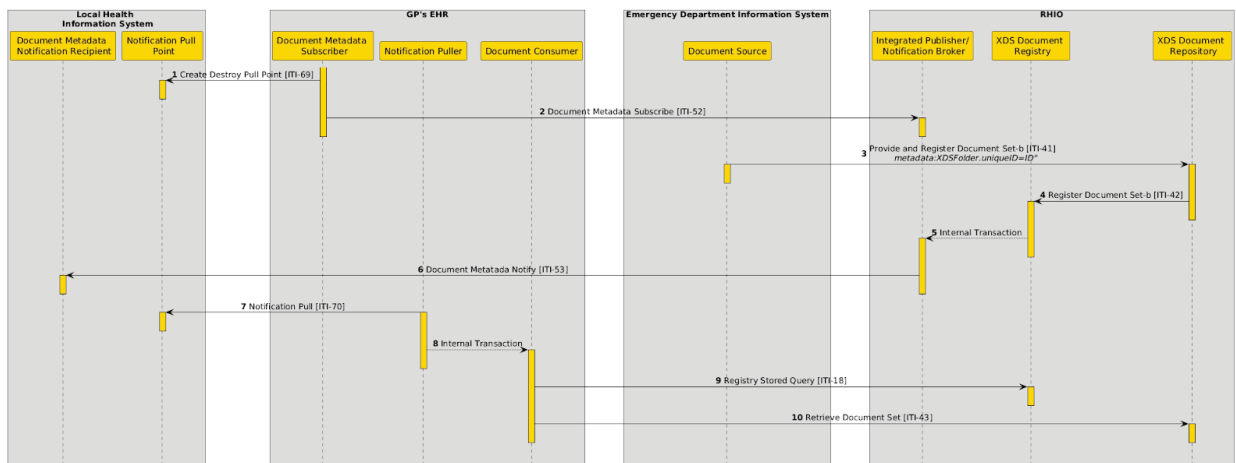 Local Health
Information System
GP's EHR
Emergency Department Information System
RHIO
Document Metadata
Notification Recipient
Notification Pull
Point
Document Metadata
Subscriber
Notification Puller
Document Consumer
Document Source
Integrated Publisher/
Notification Broker
XDS Document
Registry
XDS Document
Repository
1 Create Destroy Pull Point [ITI-69]
2 Document Metadata Subscribe [ITI-52]
3 Provide and Register Document Set-b [ITI-41]
metadata:XDSFolder.uniqueID=ID"
4 Register Document Set-b [ITI-42]
5 Internal Transaction
6 Document Metatada Notify [ITI-53]
7 Notification Pull [ITI-70]
8 Internal Transaction
9 Registry Stored Query [ITI-18]
10 Retrieve Document Set [ITI-43]